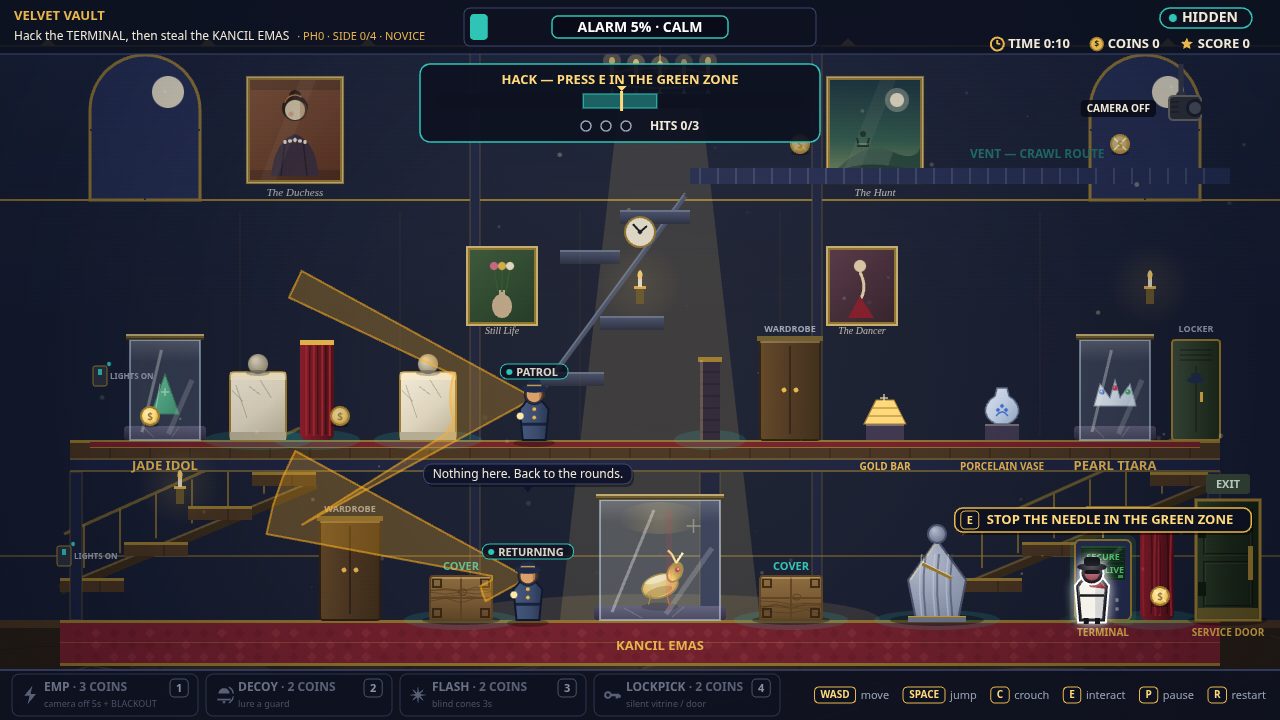 VELVET VAULT
Hack the TERMINAL, then steal the KANCIL EMAS · PH0 · SIDE 0/4 · NOVICE
ALARM 5% · CALM
HIDDEN
TIME 0:10
$ COINS 0
SCORE 0
HACK — PRESS E IN THE GREEN ZONE
HITS 0/3
CAMERA OFF
VENT — CRAWL ROUTE
The Duchess
The Hunt
Still Life
The Dancer
WARDROBE
LOCKER
LIGHTS ON
PATROL
$
$
JADE IDOL
GOLD BAR
PORCELAIN VASE
PEARL TIARA
Nothing here. Back to the rounds.
EXIT
WARDROBE
E STOP THE NEEDLE IN THE GREEN ZONE
LIGHTS ON
RETURNING
COVER
COVER
SECURE
LIVE
$
TERMINAL
SERVICE DOOR
KANCIL EMAS
EMP · 3 COINS 1
camera off 5s + BLACKOUT
DECOY · 2 COINS 2
lure a guard
FLASH · 2 COINS 3
blind cones 3s
LOCKPICK · 2 COINS 4
silent vitrine / door
WASD move
SPACE jump
C crouch
E interact
P pause
R restart